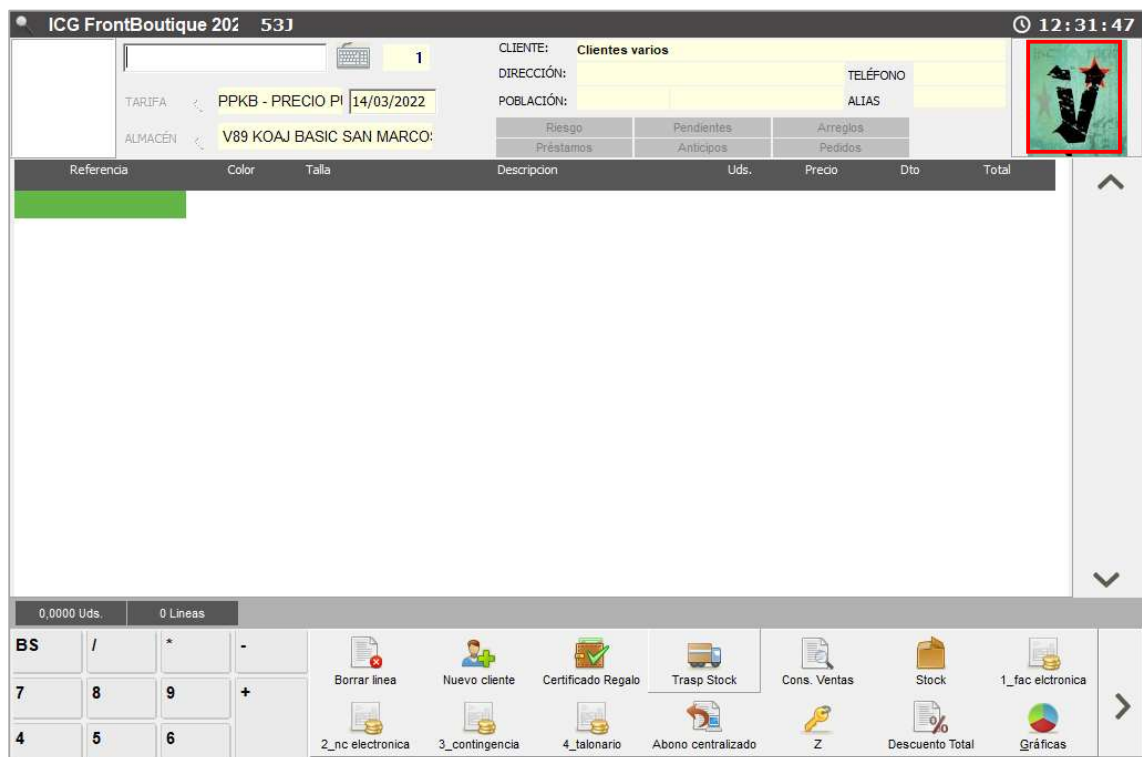 ICG FrontBoutique 202 53J 12:31:47
1
CLIENTE: Clientes varios
DIRECCIÓN: TELÉFONO
TARIFA PPKB - PRECIO PU 14/03/2022 POBLACIÓN: ALIAS
ALMACÉN V89 KOAJ BASIC SAN MARCOS
Riesgo Pendientes Arreglos
Préstamos Anticipos Pedidos
Referencia Color Talla Descripcion Uds. Precio Dto Total
0,0000 Uds. 0 Lineas
BS / * -
Borrar linea Nuevo cliente Certificado Regalo Trasp Stock Cons. Ventas Stock 1_fac elctronica
7 8 9 +
4 5 6
2_nc electronica 3_contingencia 4_talonario Abono centralizado Z Descuento Total Gráficas